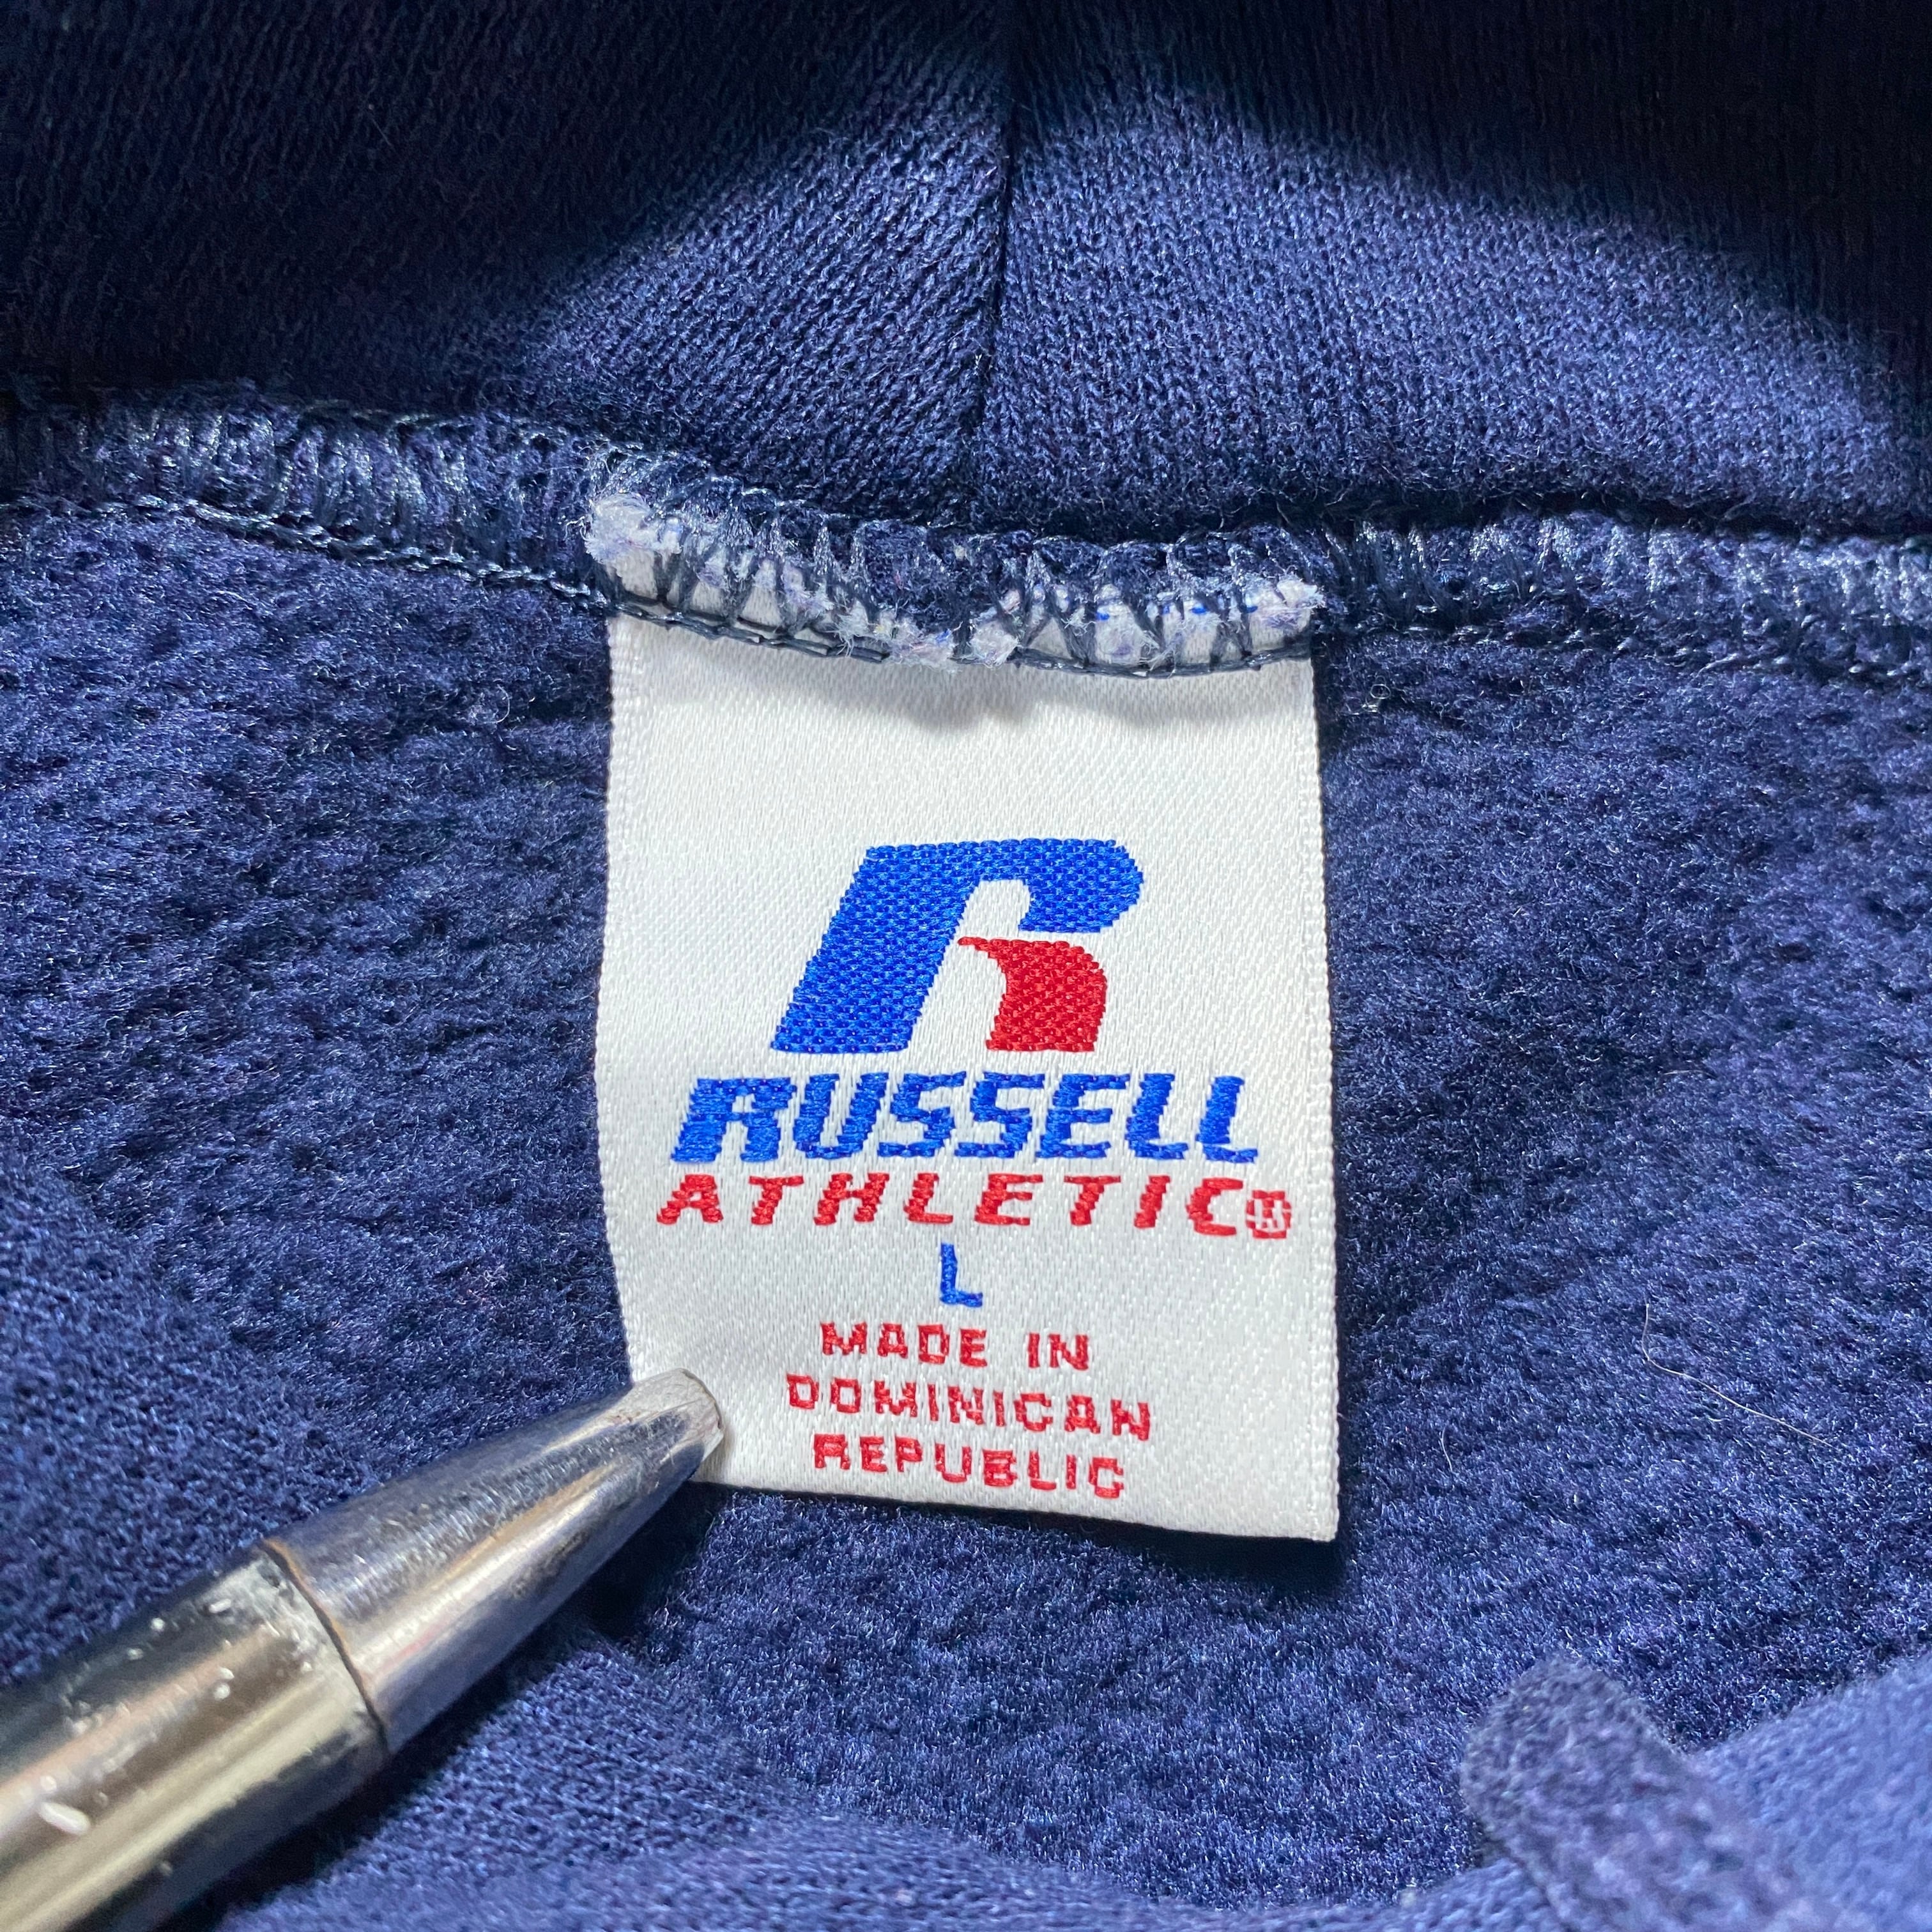 R
RUSSELL
ATHLETIC®
L
MADE IN
DOMINICAN
REPUBLIC